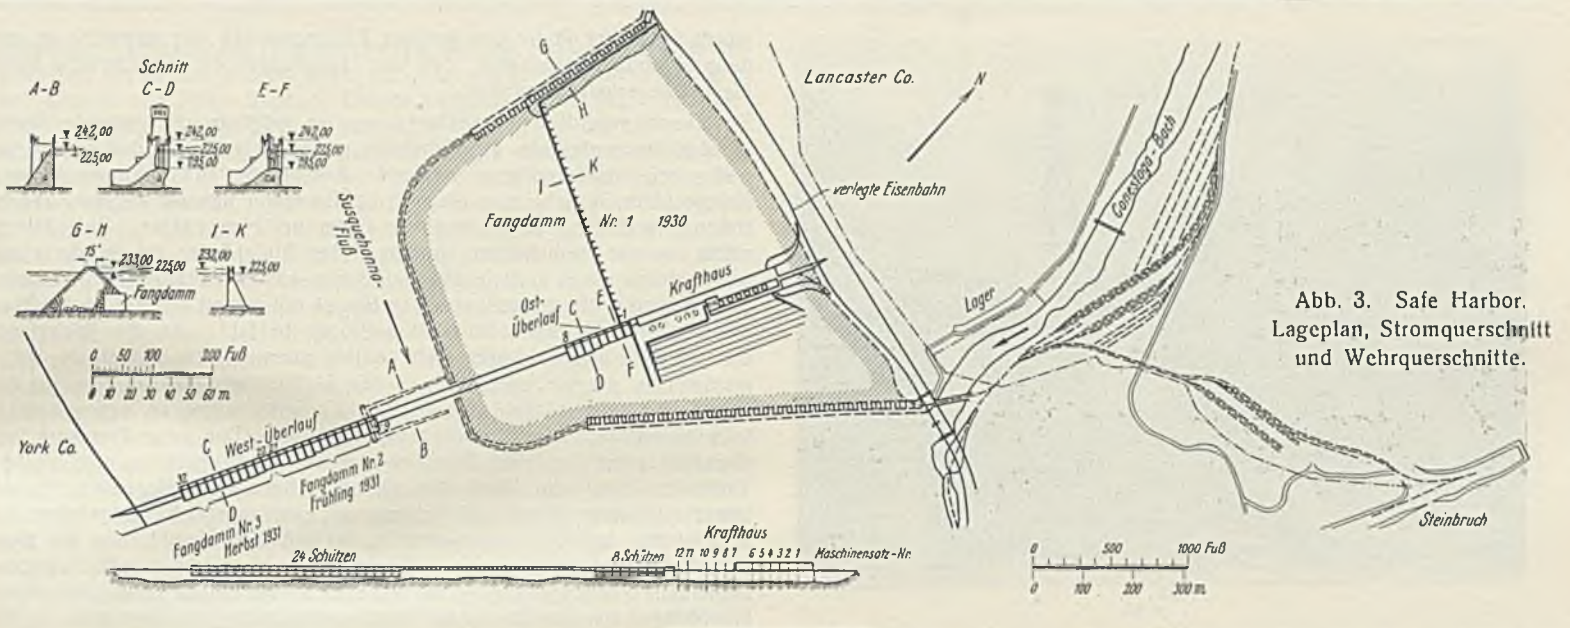 Schnitt
A-B
C-D
E-F
242,00
225,00
242,00
225,00
195,00
242,00
225,00
195,00
G-H
I-K
15'
233,00
225,00
Fangdamm
233,00
225,00
0 50 100 200 Fuß
0 10 20 30 40 50 60 m.
York Co.
Susquehanna-
Fluß
G
H
I
K
Fangdamm Nr. 1 1930
Lancaster Co.
N
verlegte Eisenbahn
Conestoga-Bach
Lager
Krafthaus
Ost-
Überlauf
C
E
8
1
D
F
A
B
C
West-Überlauf
32
9
D
Fangdamm Nr. 2
Frühling 1931
Fangdamm Nr. 3
Herbst 1931
Abb. 3. Safe Harbor.
Lageplan, Stromquerschnitt
und Wehrquerschnitte.
Steinbruch
24 Schützen
8 Schützen
Krafthaus
12 11 10 9 8 7 6 5 4 3 2 1 Maschinensatz-Nr.
0 500 1000 Fuß
0 100 200 300 m.